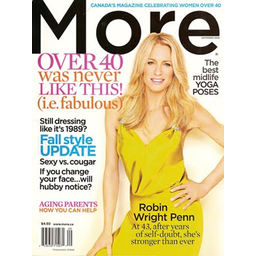 CANADA'S MAGAZINE CELEBRATING WOMEN OVER 40
More
OVER 40
was never
LIKE THIS!
(i.e. fabulous)
The best
midlife
YOGA
POSES
Still dressing
like it's 1989?
Fall style
UPDATE
Sexy vs. cougar
If you change
your face...will
hubby notice?
AGING PARENTS
HOW YOU CAN HELP
Robin
Wright Penn
At 43, after years
of self-doubt, she's
stronger than ever